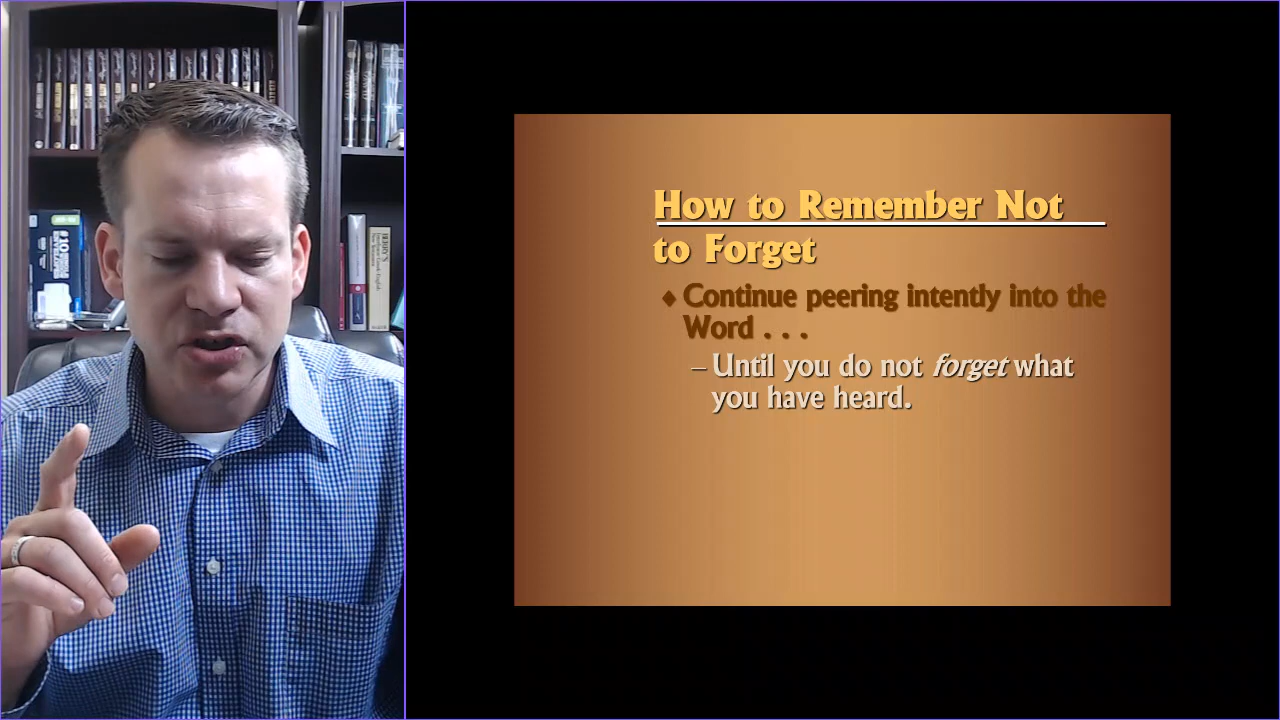 How to Remember Not
to Forget
♦ Continue peering intently into the
Word . . .
– Until you do not forget what
you have heard.